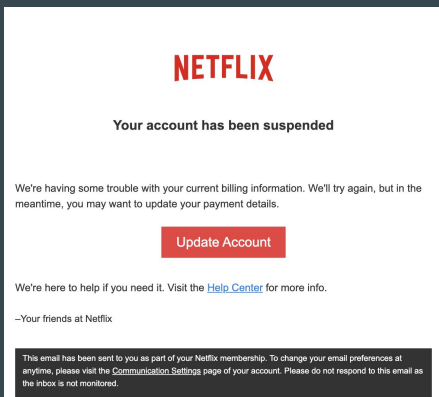 NETFLIX
Your account has been suspended
We're having some trouble with your current billing information. We'll try again, but in the
meantime, you may want to update your payment details.
Update Account
We're here to help if you need it. Visit the Help Center for more info.
–Your friends at Netflix
This email has been sent to you as part of your Netflix membership. To change your email preferences at
anytime, please visit the Communication Settings page of your account. Please do not respond to this email as
the inbox is not monitored.